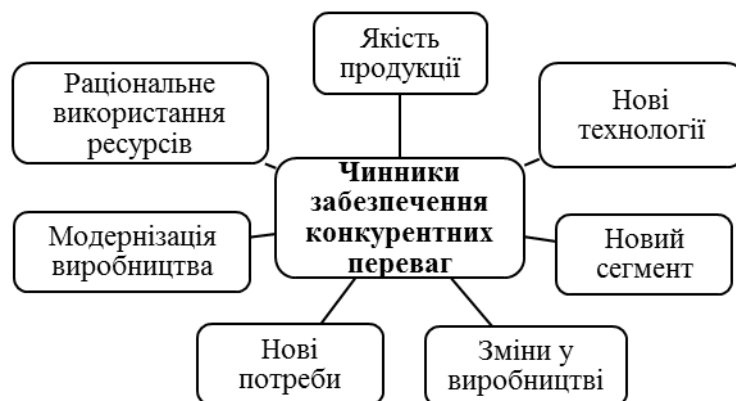 Якість
продукції
Раціональне
використання
ресурсів
Нові
технології
Чинники
забезпечення
конкурентних
переваг
Модернізація
виробництва
Новий
сегмент
Нові
потреби
Зміни у
виробництві